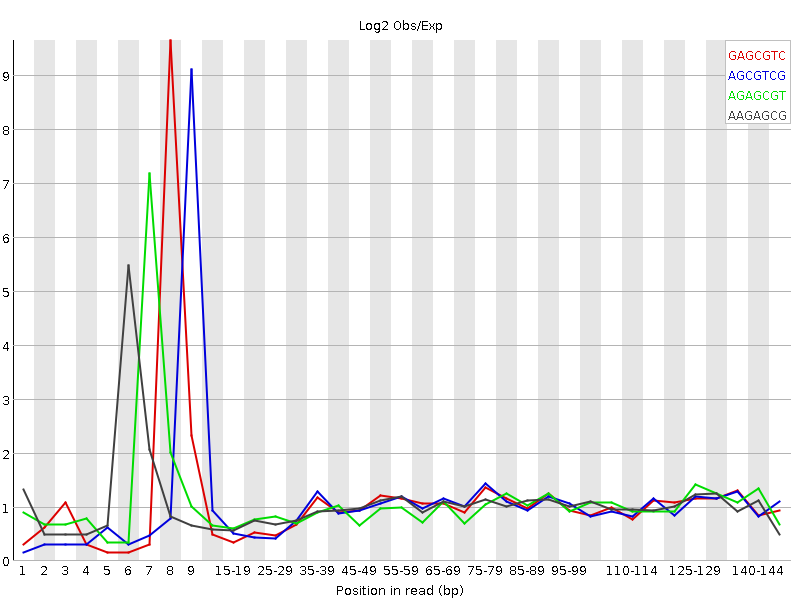 Log2 Obs/Exp
GAGCGTC
AGCGTCG
AGAGCGT
AAGAGCG
9
8
7
6
5
4
3
2
1
0
1 2 3 4 5 6 7 8 9 15-19 25-29 35-39 45-49 55-59 65-69 75-79 85-89 95-99 110-114 125-129 140-144
Position in read (bp)